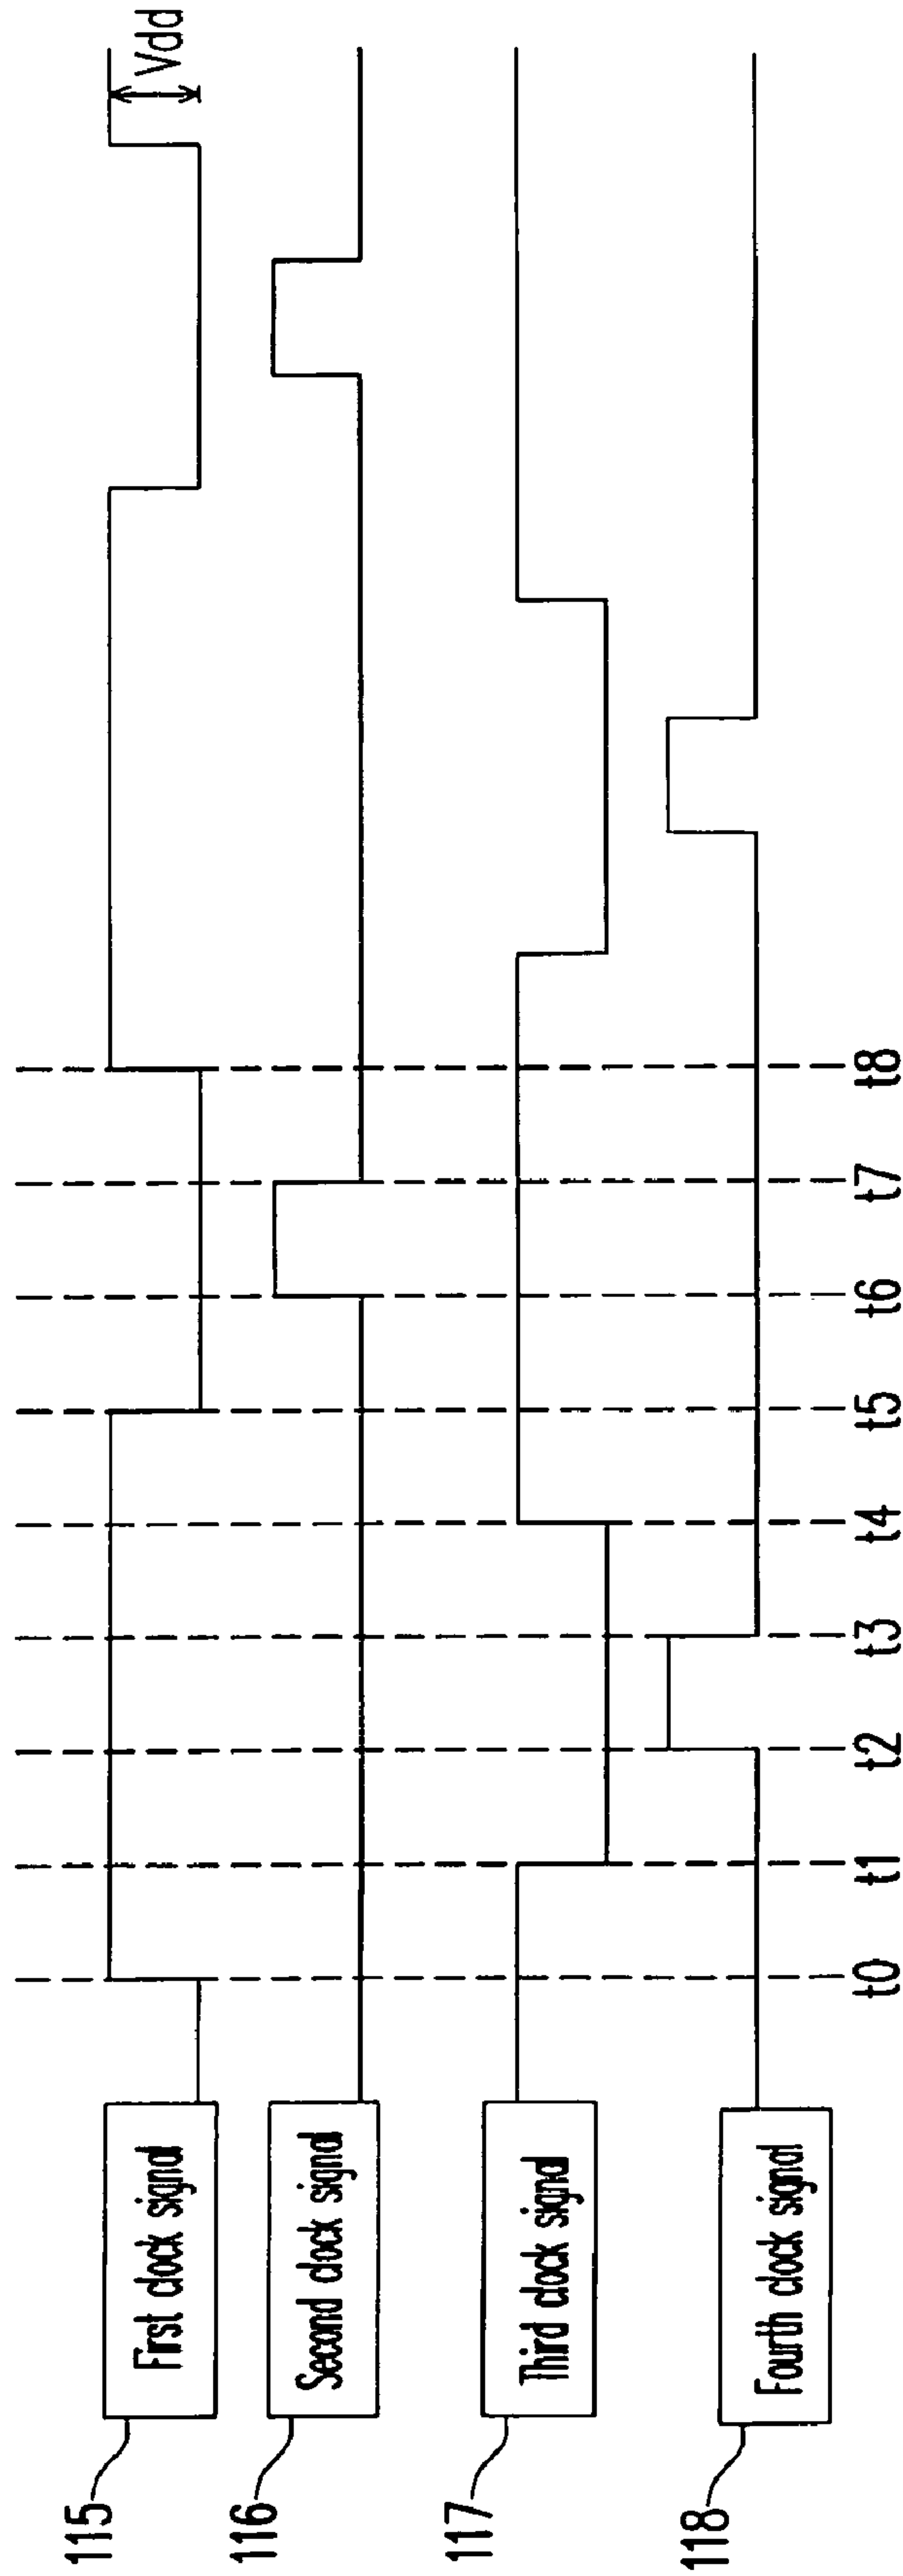 115
First clock signal
Vdd
116
Second clock signal
117
Third clock signal
118
Fourth clock signal
t0
t1
t2
t3
t4
t5
t6
t7
t8